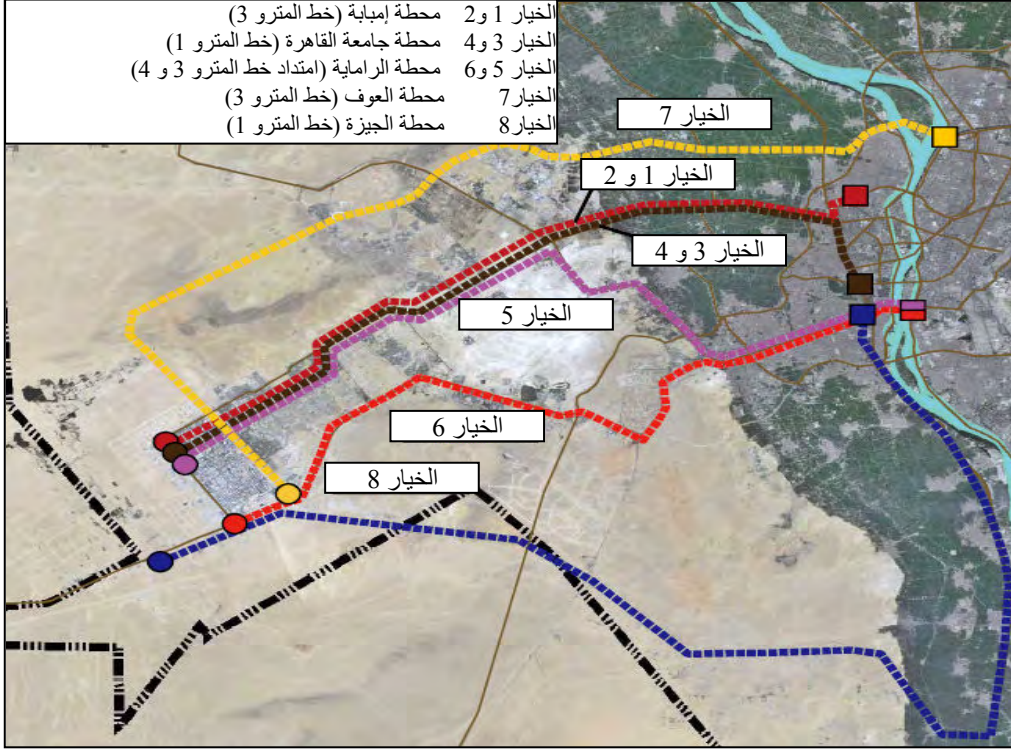 الخيار 1 و2 محطة إمبابة (خط المترو 3)
الخيار 3 و4 محطة جامعة القاهرة (خط المترو 1)
الخيار 5 و6 محطة الراماية (امتداد خط المترو 3 و 4)
الخيار7 محطة العوف (خط المترو 3)
الخيار8 محطة الجيزة (خط المترو 1)
الخيار 7
الخيار 1 و 2
الخيار 3 و 4
الخيار 5
الخيار 6
الخيار 8